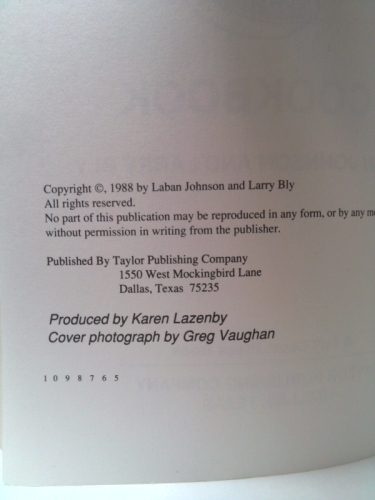 Copyright ©, 1988 by Laban Johnson and Larry Bly
All rights reserved.
No part of this publication may be reproduced in any form, or by any
without permission in writing from the publisher.
Published By Taylor Publishing Company
1550 West Mockingbird Lane
Dallas, Texas 75235
Produced by Karen Lazenby
Cover photograph by Greg Vaughan
1 0 9 8 7 6 5